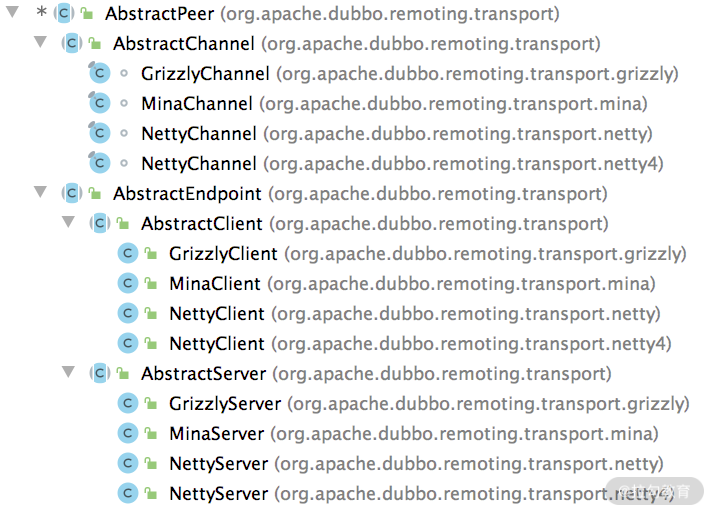 AbstractPeer (org.apache.dubbo.remoting.transport)
AbstractChannel (org.apache.dubbo.remoting.transport)
GrizzlyChannel (org.apache.dubbo.remoting.transport.grizzly)
MinaChannel (org.apache.dubbo.remoting.transport.mina)
NettyChannel (org.apache.dubbo.remoting.transport.netty)
NettyChannel (org.apache.dubbo.remoting.transport.netty4)
AbstractEndpoint (org.apache.dubbo.remoting.transport)
AbstractClient (org.apache.dubbo.remoting.transport)
GrizzlyClient (org.apache.dubbo.remoting.transport.grizzly)
MinaClient (org.apache.dubbo.remoting.transport.mina)
NettyClient (org.apache.dubbo.remoting.transport.netty)
NettyClient (org.apache.dubbo.remoting.transport.netty4)
AbstractServer (org.apache.dubbo.remoting.transport)
GrizzlyServer (org.apache.dubbo.remoting.transport.grizzly)
MinaServer (org.apache.dubbo.remoting.transport.mina)
NettyServer (org.apache.dubbo.remoting.transport.netty)
NettyServer (org.apache.dubbo.remoting.transport.netty4)
@拉勾教育